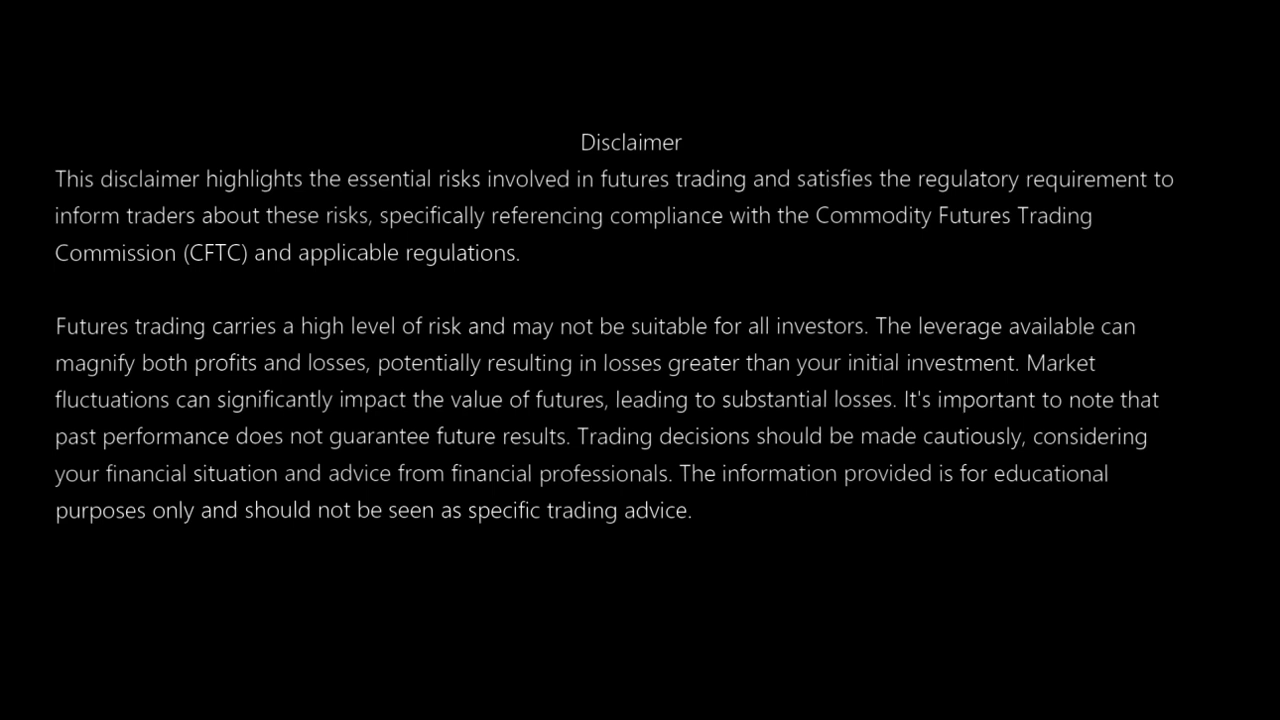 Disclaimer
This disclaimer highlights the essential risks involved in futures trading and satisfies the regulatory requirement to
inform traders about these risks, specifically referencing compliance with the Commodity Futures Trading
Commission (CFTC) and applicable regulations.
Futures trading carries a high level of risk and may not be suitable for all investors. The leverage available can
magnify both profits and losses, potentially resulting in losses greater than your initial investment. Market
fluctuations can significantly impact the value of futures, leading to substantial losses. It's important to note that
past performance does not guarantee future results. Trading decisions should be made cautiously, considering
your financial situation and advice from financial professionals. The information provided is for educational
purposes only and should not be seen as specific trading advice.